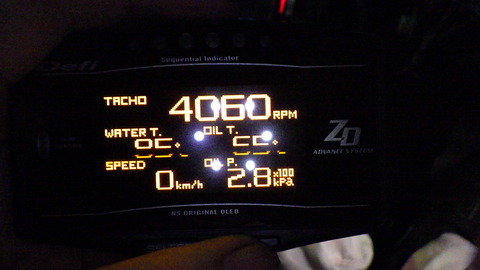 Defi
Sequential Indicator
TACHO 4060 RPM
WATER T. OIL T.
SPEED OIL P.
0 km/h 2.8 x100 kPa
ZD
ADVANCE SYSTEM
HS ORIGINAL OLED